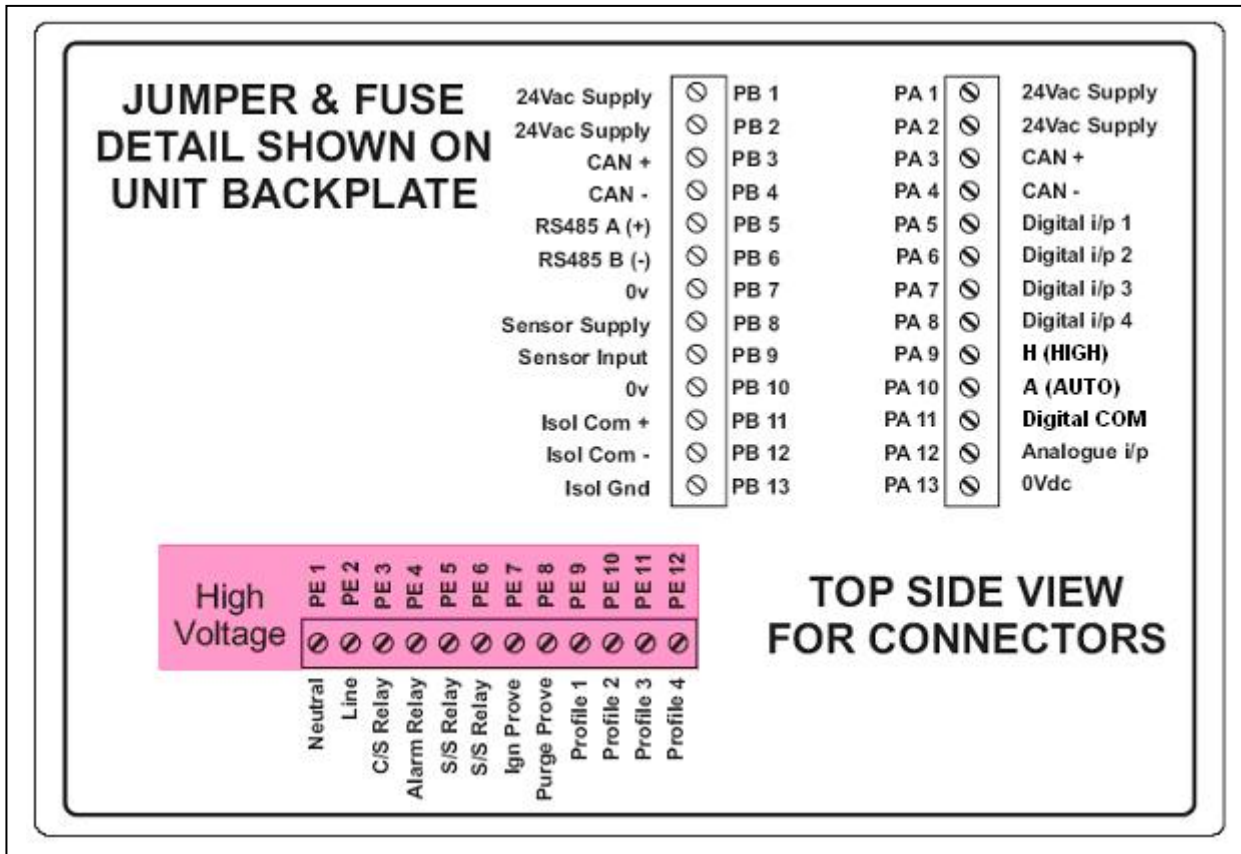 JUMPER & FUSE
DETAIL SHOWN ON
UNIT BACKPLATE
24Vac Supply PB 1
24Vac Supply PB 2
CAN + PB 3
CAN - PB 4
RS485 A (+) PB 5
RS485 B (-) PB 6
0v PB 7
Sensor Supply PB 8
Sensor Input PB 9
0v PB 10
Isol Com + PB 11
Isol Com - PB 12
Isol Gnd PB 13
PA 1 24Vac Supply
PA 2 24Vac Supply
PA 3 CAN +
PA 4 CAN -
PA 5 Digital i/p 1
PA 6 Digital i/p 2
PA 7 Digital i/p 3
PA 8 Digital i/p 4
PA 9 H (HIGH)
PA 10 A (AUTO)
PA 11 Digital COM
PA 12 Analogue i/p
PA 13 0Vdc
High
Voltage
PE 1
PE 2
PE 3
PE 4
PE 5
PE 6
PE 7
PE 8
PE 9
PE 10
PE 11
PE 12
Neutral
Line
C/S Relay
Alarm Relay
S/S Relay
S/S Relay
Ign Prove
Purge Prove
Profile 1
Profile 2
Profile 3
Profile 4
TOP SIDE VIEW
FOR CONNECTORS